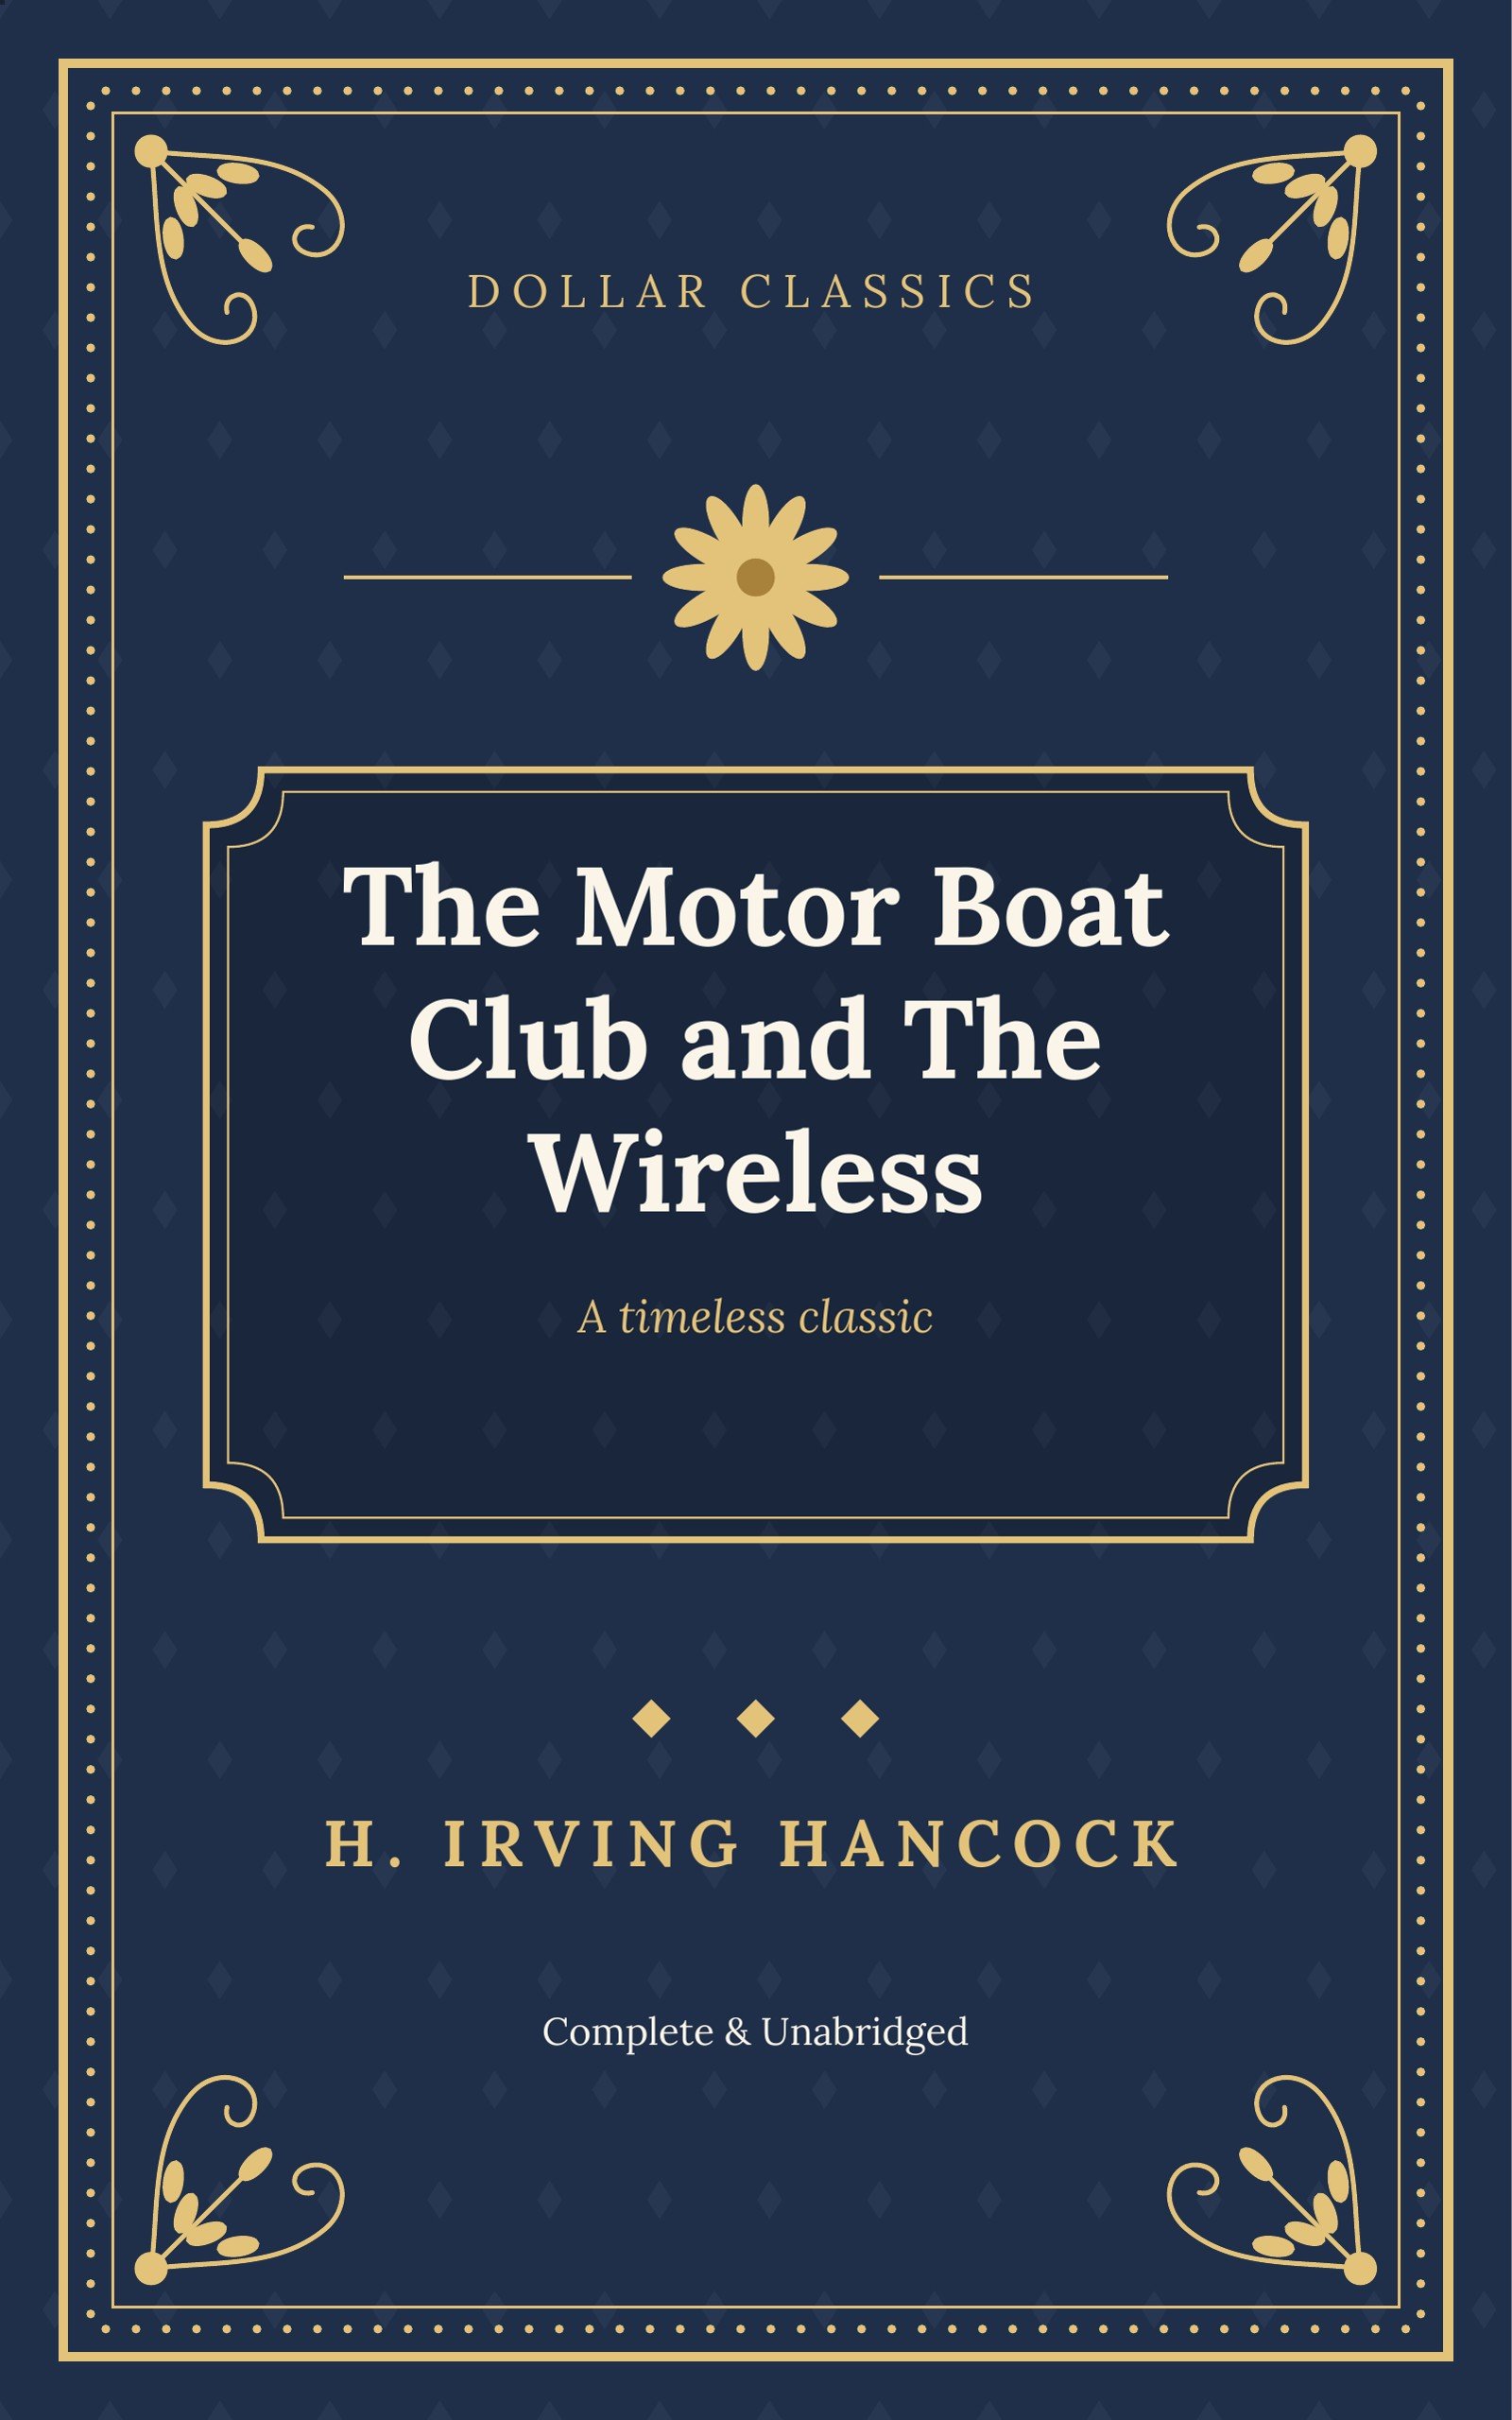 DOLLAR CLASSICS
The Motor Boat
Club and The
Wireless
A timeless classic
H. IRVING HANCOCK
Complete & Unabridged